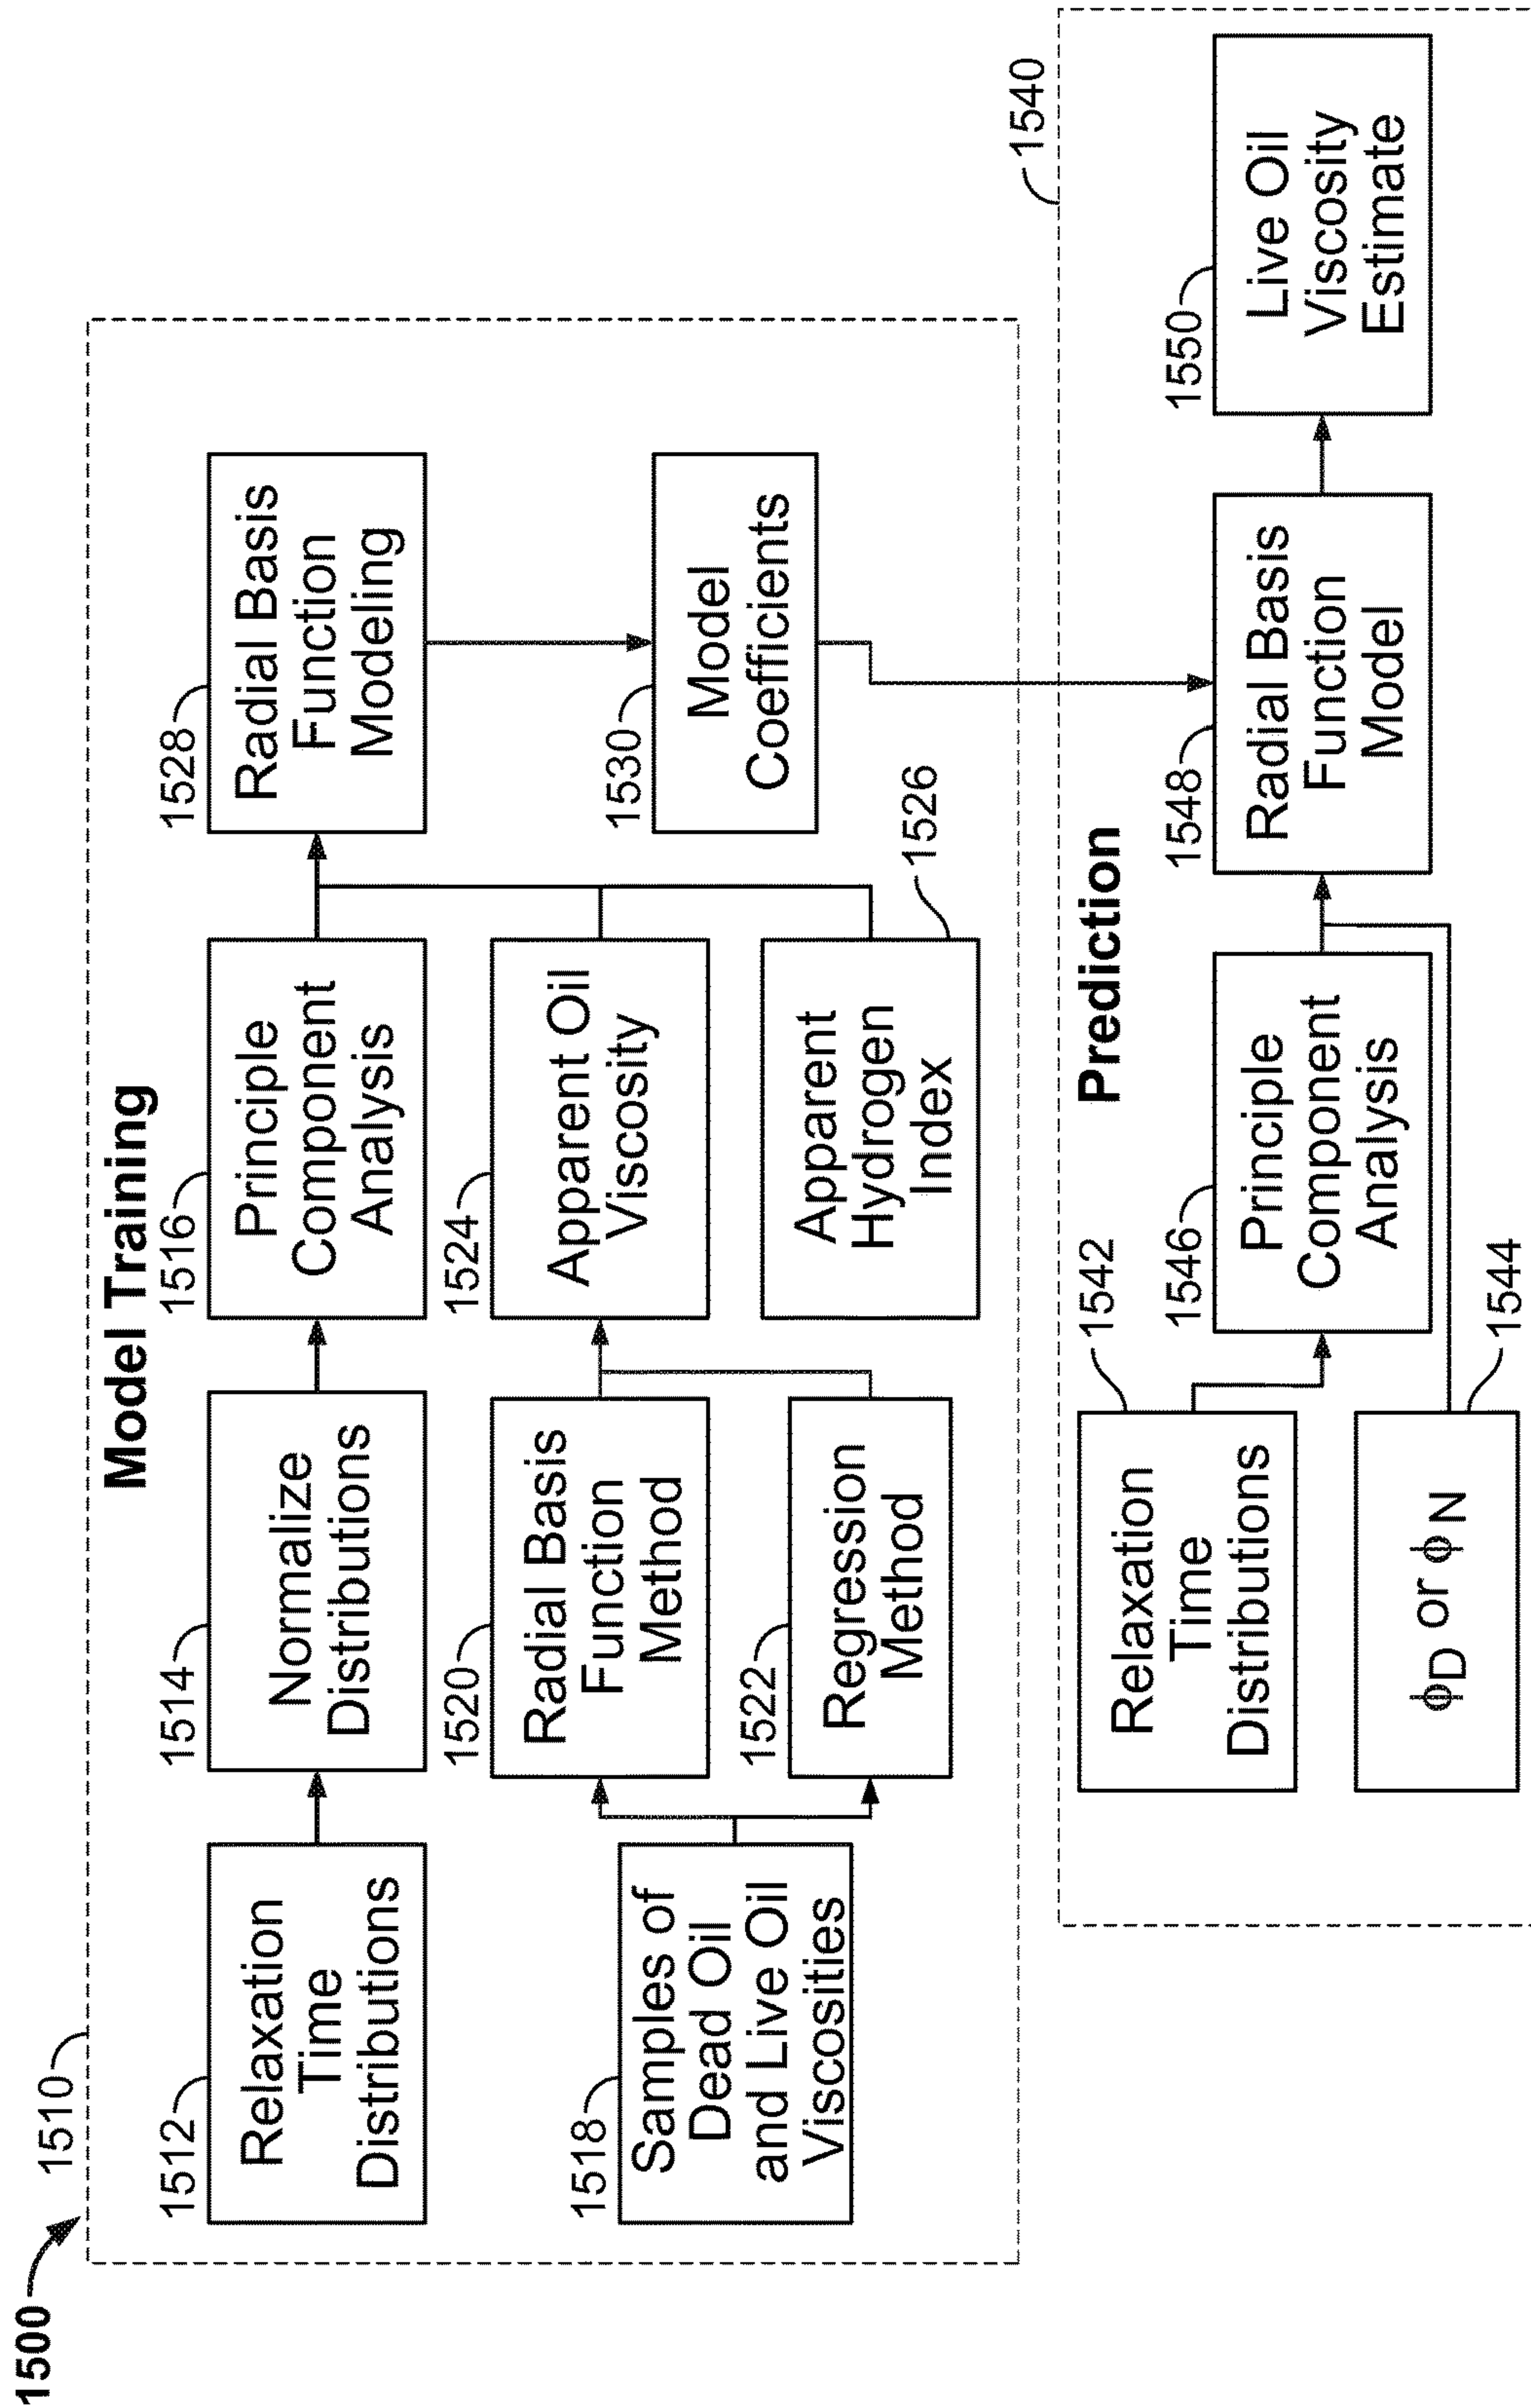 1500
1510
Model Training
1512
Relaxation
Time
Distributions
1514
Normalize
Distributions
1516
Principle
Component
Analysis
1528
Radial Basis
Function
Modeling
1518
Samples of
Dead Oil
and Live Oil
Viscosities
1520
Radial Basis
Function
Method
1524
Apparent Oil
Viscosity
1530
Model
Coefficients
1522
Regression
Method
Apparent
Hydrogen
Index
1526
1540
Prediction
1542
Relaxation
Time
Distributions
1546
Principle
Component
Analysis
1548
Radial Basis
Function
Model
1550
Live Oil
Viscosity
Estimate
ϕD or ϕN
1544